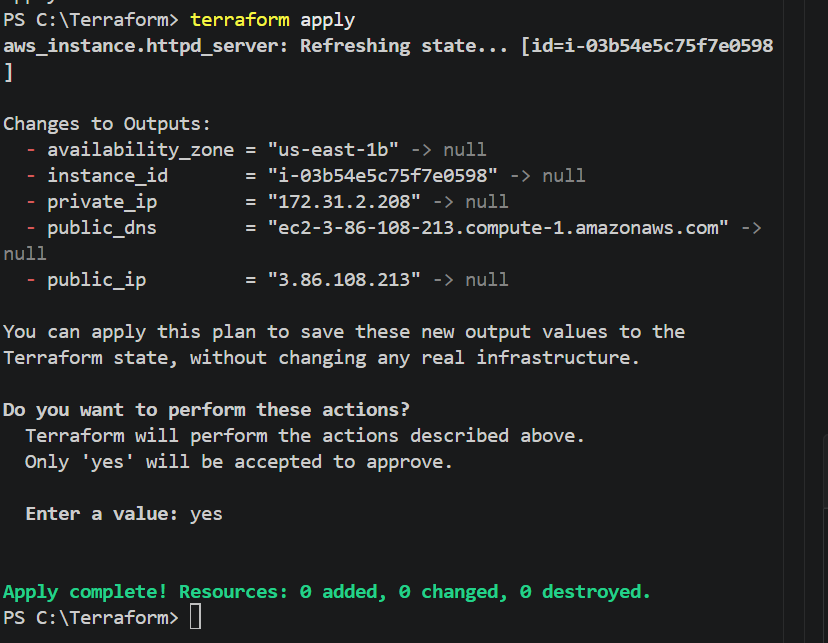 PS C:\Terraform> terraform apply
aws_instance.httpd_server: Refreshing state... [id=i-03b54e5c75f7e0598
]
Changes to Outputs:
- availability_zone = "us-east-1b" -> null
- instance_id = "i-03b54e5c75f7e0598" -> null
- private_ip = "172.31.2.208" -> null
- public_dns = "ec2-3-86-108-213.compute-1.amazonaws.com" ->
null
- public_ip = "3.86.108.213" -> null
You can apply this plan to save these new output values to the
Terraform state, without changing any real infrastructure.
Do you want to perform these actions?
Terraform will perform the actions described above.
Only 'yes' will be accepted to approve.
Enter a value: yes
Apply complete! Resources: 0 added, 0 changed, 0 destroyed.
PS C:\Terraform>